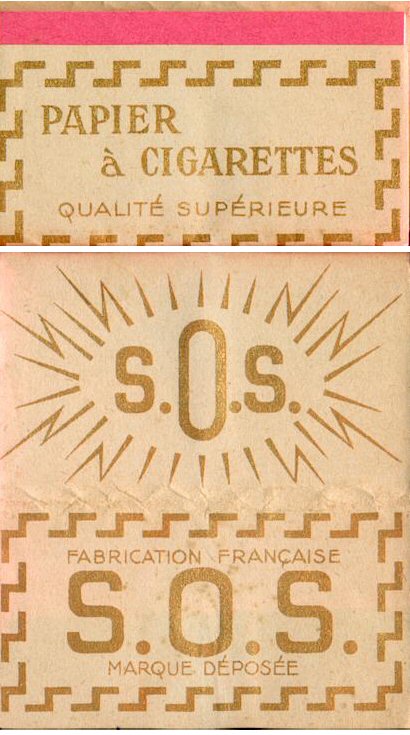 PAPIER
à CIGARETTES
QUALITÉ SUPÉRIEURE
S.O.S.
FABRICATION FRANÇAISE
S.O.S.
MARQUE DÉPOSÉE